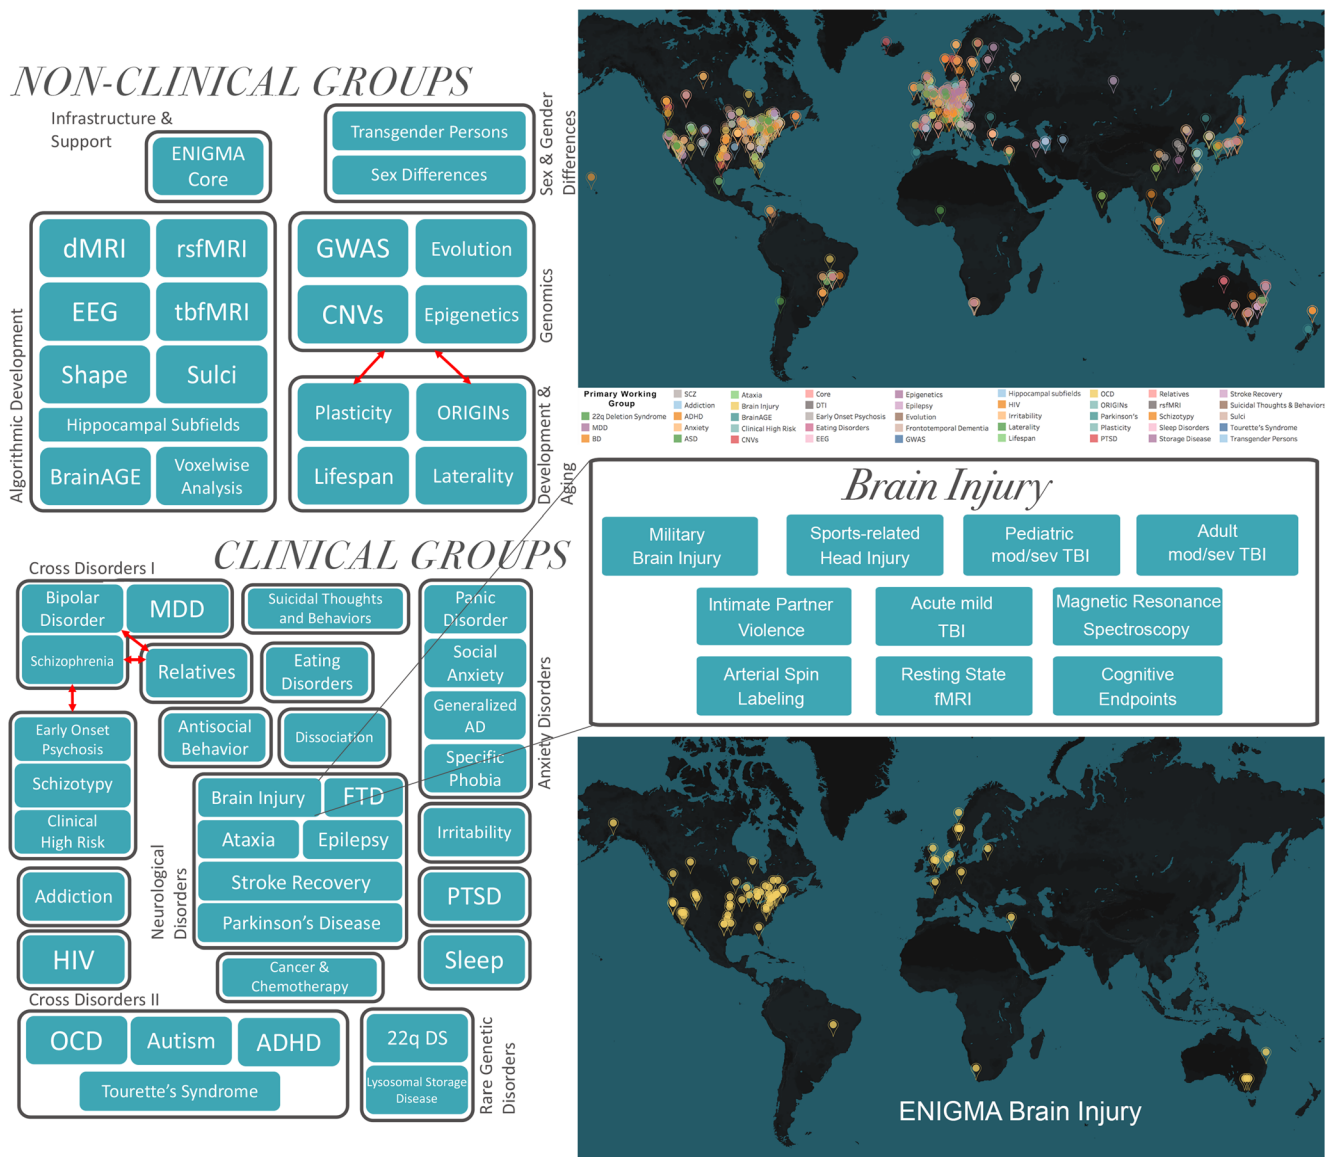 NON-CLINICAL GROUPS
Infrastructure &
Support
ENIGMA
Core
Transgender Persons
Sex Differences
Sex & Gender
Differences
Algorithmic Development
dMRI
rsfMRI
EEG
tbfMRI
Shape
Sulci
Hippocampal Subfields
BrainAGE
Voxelwise
Analysis
GWAS
Evolution
CNVs
Epigenetics
Genomics
Plasticity
ORIGINs
Lifespan
Laterality
Development &
Aging
CLINICAL GROUPS
Cross Disorders I
Bipolar
Disorder
MDD
Schizophrenia
Relatives
Suicidal Thoughts
and Behaviors
Eating
Disorders
Early Onset
Psychosis
Schizotypy
Clinical
High Risk
Antisocial
Behavior
Dissociation
Panic
Disorder
Social
Anxiety
Generalized
AD
Specific
Phobia
Anxiety Disorders
Neurological
Disorders
Brain Injury
FTD
Ataxia
Epilepsy
Stroke Recovery
Parkinson's Disease
Irritability
PTSD
Sleep
Addiction
HIV
Cancer &
Chemotherapy
Cross Disorders II
OCD
Autism
ADHD
Tourette's Syndrome
22q DS
Lysosomal Storage
Disease
Rare Genetic
Disorders
Primary Working
Group
22q Deletion Syndrome
MDD
BD
SCZ
Addiction
ADHD
Anxiety
ASD
Ataxia
Brain Injury
BrainAGE
Clinical High Risk
CNVs
Core
DTI
Early Onset Psychosis
Eating Disorders
EEG
Epigenetics
Epilepsy
Evolution
Frontotemporal Dementia
GWAS
Hippocampal subfields
HIV
Irritability
Laterality
Lifespan
OCD
ORIGINs
Parkinson's
Plasticity
PTSD
Relatives
rsfMRI
Schizotypy
Sleep Disorders
Storage Disease
Stroke Recovery
Suicidal Thoughts & Behaviors
Sulci
Tourette's Syndrome
Transgender Persons
Brain Injury
Military
Brain Injury
Sports-related
Head Injury
Pediatric
mod/sev TBI
Adult
mod/sev TBI
Intimate Partner
Violence
Acute mild
TBI
Magnetic Resonance
Spectroscopy
Arterial Spin
Labeling
Resting State
fMRI
Cognitive
Endpoints
ENIGMA Brain Injury